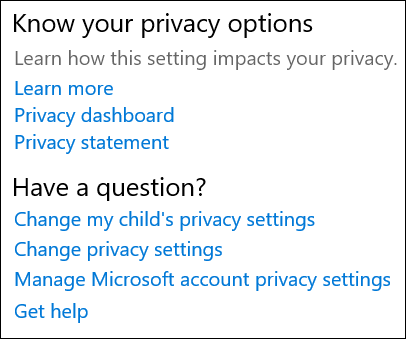 Know your privacy options
Learn how this setting impacts your privacy.
Learn more
Privacy dashboard
Privacy statement
Have a question?
Change my child's privacy settings
Change privacy settings
Manage Microsoft account privacy settings
Get help